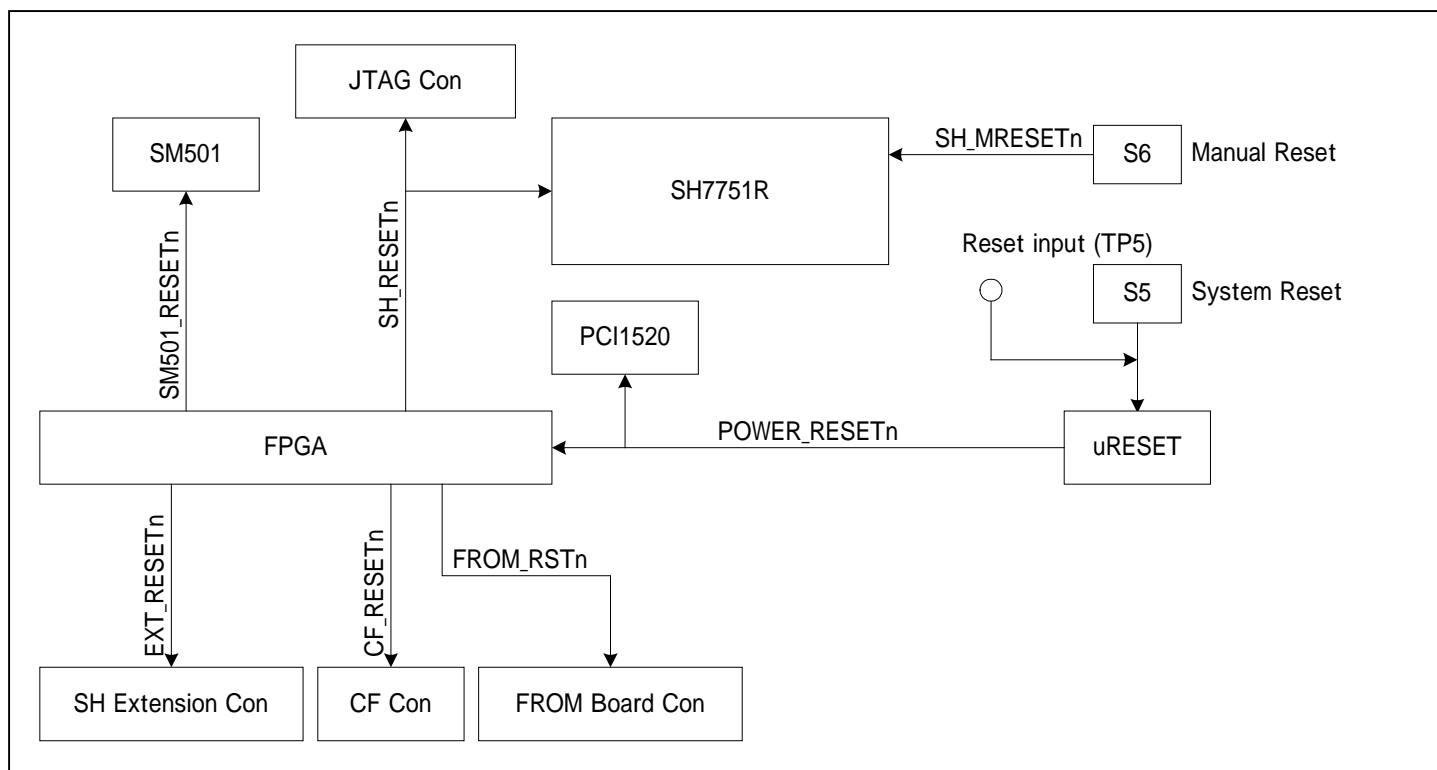 JTAG Con
SM501
SH7751R
SH_MRESETn
S6
Manual Reset
Reset input (TP5)
S5
System Reset
SM501_RESETn
SH_RESETn
PCI1520
FPGA
POWER_RESETn
uRESET
EXT_RESETn
CF_RESETn
FROM_RSTn
SH Extension Con
CF Con
FROM Board Con